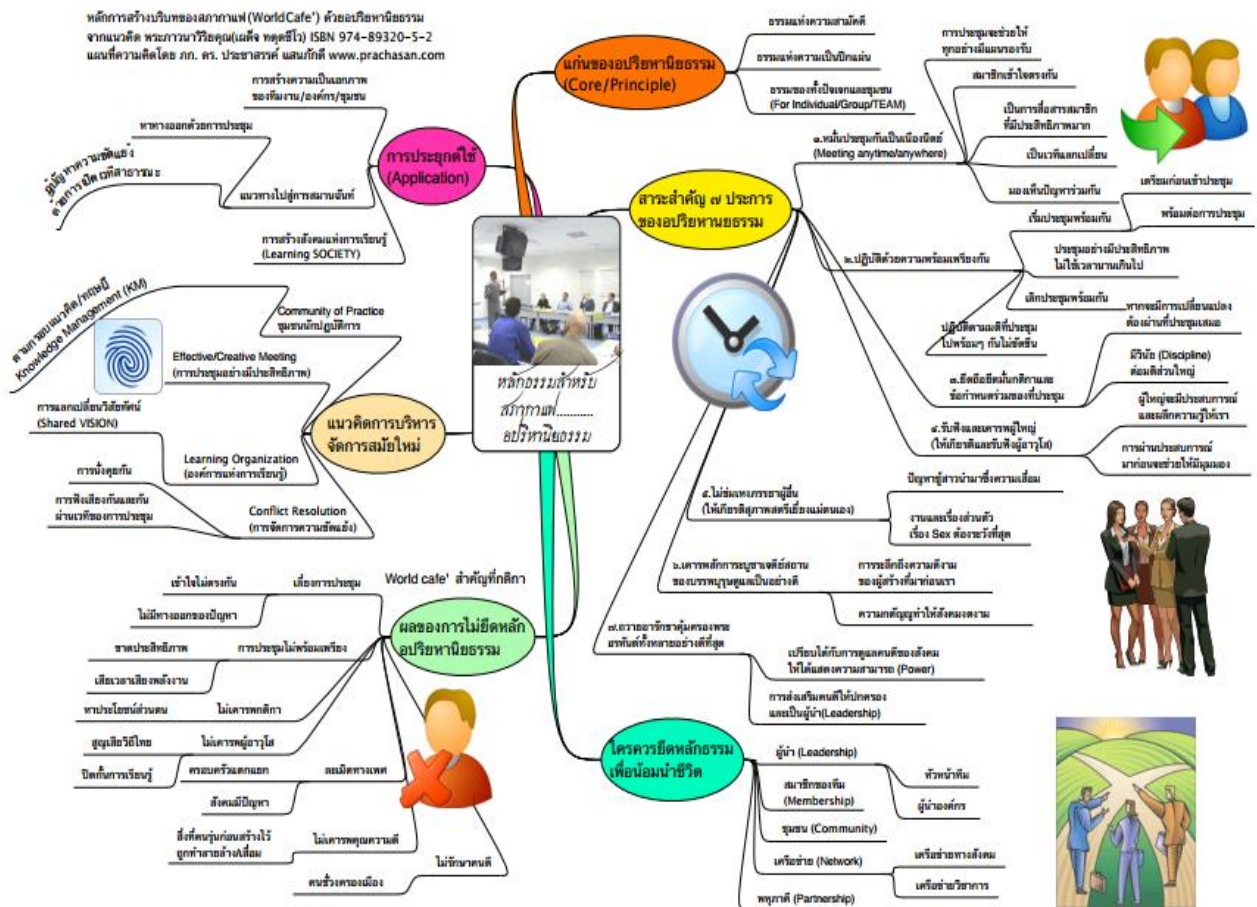 หลักการสร้างบริบทของสภากาแฟ(WorldCafe') ด้วยอปริยหานิยธรรม
จากแนวคิด พระภาวนาวิริยคุณ(เผด็จ ทตฺตชีโว) ISBN 974-89320-5-2
แผนที่ความคิดโดย ภก. ดร. ประชาสรรค์ แสนภักดี www.prachasan.com
แก่นของอปริยหานิยธรรม
(Core/Principle)
ธรรมแห่งความสามัคคี
ธรรมแห่งความเป็นปึกแผ่น
ธรรมของทั้งปัจเจกและชุมชน
(For Individual/Group/TEAM)
การประยุกต์ใช้
(Application)
การสร้างความเป็นเอกภาพ
ของทีมงาน/องค์กร/ชุมชน
แนวทางไปสู่การสมานฉันท์
หาทางออกด้วยการประชุม
ด้วยการเปิดเวทีสาธารณะ
การสร้างสังคมแห่งการเรียนรู้
(Learning SOCIETY)
สาระสำคัญ ๗ ประการ
ของอปริยหานยธรรม
๑.หมั่นประชุมกันเป็นเนืองนิตย์
(Meeting anytime/anywhere)
การประชุมจะช่วยให้
ทุกอย่างมีแผนรองรับ
สมาชิกเข้าใจตรงกัน
เป็นการสื่อสารสมาชิก
ที่มีประสิทธิภาพมาก
เป็นเวทีแลกเปลี่ยน
มองเห็นปัญหาร่วมกัน
๒.ปฏิบัติด้วยความพร้อมเพรียงกัน
เริ่มประชุมพร้อมกัน
เตรียมก่อนเข้าประชุม
พร้อมต่อการประชุม
ประชุมอย่างมีประสิทธิภาพ
ไม่ใช้เวลานานเกินไป
เลิกประชุมพร้อมกัน
ปฏิบัติตามมติที่ประชุม
ไปพร้อมๆ กันไม่ขัดขืน
๓.ยึดถือยึดมั่นกติกาและ
ข้อกำหนดร่วมของที่ประชุม
หากจะมีการเปลี่ยนแปลง
ต้องผ่านที่ประชุมเสมอ
มีวินัย (Discipline)
ต่อมติส่วนใหญ่
๔.รับฟังและเคารพผู้ใหญ่
(ให้เกียรติและรับฟังผู้อาวุโส)
ผู้ใหญ่จะมีประสบการณ์
และผลึกความรู้ให้เรา
การผ่านประสบการณ์
มาก่อนจะช่วยให้มีมุมมอง
๕.ไม่ข่มเหงภรรยาผู้อื่น
(ให้เกียรติสุภาพสตรีเยี่ยงแม่ตนเอง)
ปัญหาชู้สาวนำมาซึ่งความเสื่อม
งานและเรื่องส่วนตัว
เรื่อง Sex ต้องระวังที่สุด
๖.เคารพสักการะบูชาเจดีย์สถาน
ของบรรพบุรุษดูแลเป็นอย่างดี
การระลึกถึงความดีงาม
ของผู้สร้างที่มาก่อนเรา
ความกตัญญูทำให้สังคมงดงาม
๗.ถวายอารักขาคุ้มครองพระ
อรหันต์ทั้งหลายอย่างดีที่สุด
เปรียบได้กับการดูแลคนดีของสังคม
ให้ได้แสดงความสามารถ (Power)
การส่งเสริมคนดีให้ปกครอง
และเป็นผู้นำ(Leadership)
หลักธรรมสำหรับ
สภากาแฟ...........
อปริหานิยธรรม
แนวคิดการบริหาร
จัดการสมัยใหม่
ตามกรอบแนวคิด/ทฤษฎี
Knowledge Management (KM)
Community of Practice
ชุมชนนักปฏิบัติการ
Effective/Creative Meeting
(การประชุมอย่างมีประสิทธิภาพ)
การแลกเปลี่ยนวิสัยทัศน์
(Shared VISION)
Learning Organization
(องค์การแห่งการเรียนรู้)
การนั่งคุยกัน
การฟังเสียงกันและกัน
ผ่านเวทีของการประชุม
Conflict Resolution
(การจัดการความขัดแย้ง)
World cafe' สำคัญที่กติกา
ผลของการไม่ยึดหลัก
อปริยหานิยธรรม
เลี่ยงการประชุม
เข้าใจไม่ตรงกัน
ไม่มีทางออกของปัญหา
การประชุมไม่พร้อมเพรียง
ขาดประสิทธิภาพ
เสียเวลาเสียงพลังงาน
ไม่เคารพกติกา
หาประโยชน์ส่วนตน
ไม่เคารพผู้อาวุโส
สูญเสียวิถีไทย
ปิดกั้นการเรียนรู้
ละเมิดทางเพศ
ครอบครัวแตกแยก
สังคมมีปัญหา
ไม่เคารพคุณความดี
สิ่งที่คนรุ่นก่อนสร้างไว้
ถูกทำลายล้าง/เสื่อม
ไม่รักษาคนดี
คนชั่วครองเมือง
ใครควรยึดหลักธรรม
เพื่อน้อมนำชีวิต
ผู้นำ (Leadership)
หัวหน้าทีม
ผู้นำองค์กร
สมาชิกของทีม
(Membership)
ชุมชน (Community)
เครือข่าย (Network)
เครือข่ายทางสังคม
เครือข่ายวิชาการ
พหุภาคี (Partnership)